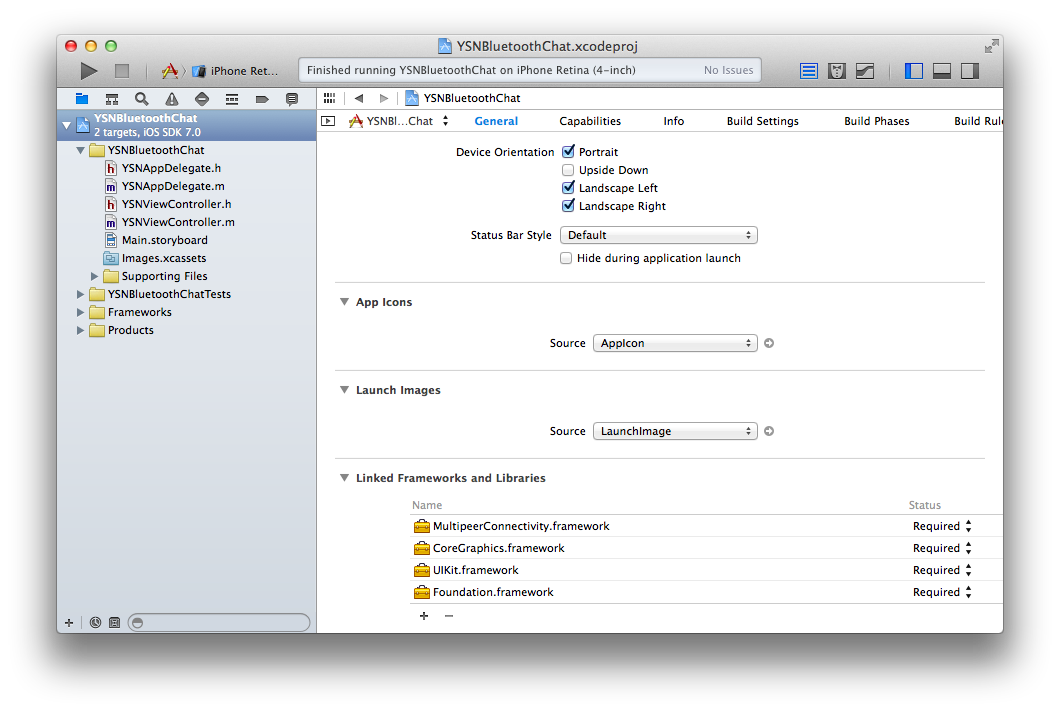 YSNBluetoothChat.xcodeproj
iPhone Ret...
Finished running YSNBluetoothChat on iPhone Retina (4-inch)
No Issues
YSNBluetoothChat
2 targets, iOS SDK 7.0
YSNBluetoothChat
YSNAppDelegate.h
YSNAppDelegate.m
YSNViewController.h
YSNViewController.m
Main.storyboard
Images.xcassets
Supporting Files
YSNBluetoothChatTests
Frameworks
Products
YSNBluetoothChat
YSNBl...Chat
General
Capabilities
Info
Build Settings
Build Phases
Build Rule
Device Orientation
Portrait
Upside Down
Landscape Left
Landscape Right
Status Bar Style
Default
Hide during application launch
App Icons
Source
AppIcon
Launch Images
Source
LaunchImage
Linked Frameworks and Libraries
Name
Status
MultipeerConnectivity.framework
Required
CoreGraphics.framework
Required
UIKit.framework
Required
Foundation.framework
Required